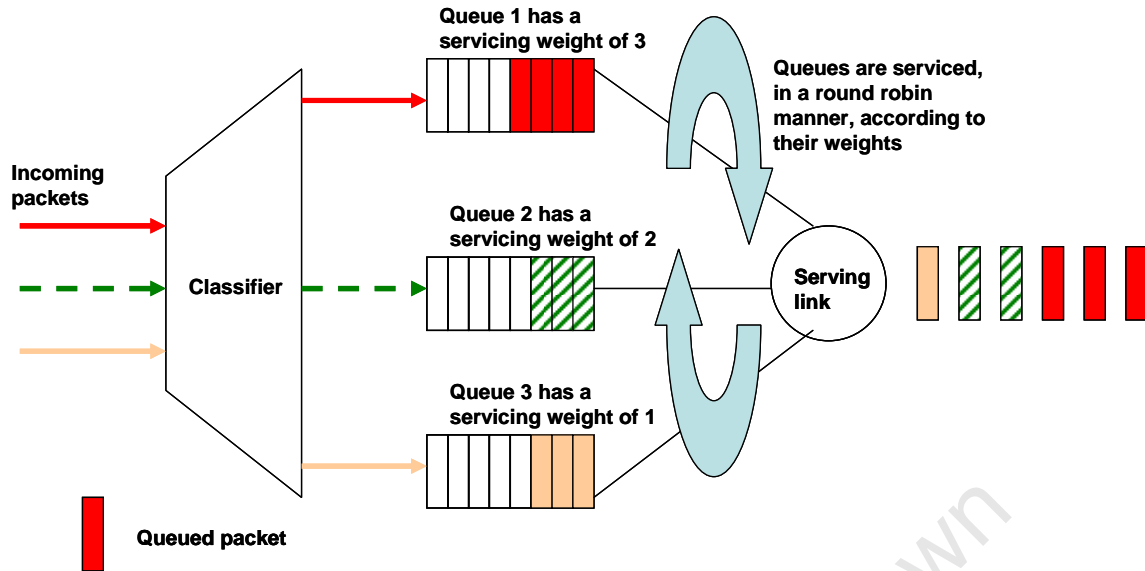 Queue 1 has a
servicing weight of 3
Queues are serviced,
in a round robin
manner, according to
their weights
Incoming
packets
Queue 2 has a
servicing weight of 2
Classifier
Serving
link
Queue 3 has a
servicing weight of 1
Queued packet
wn